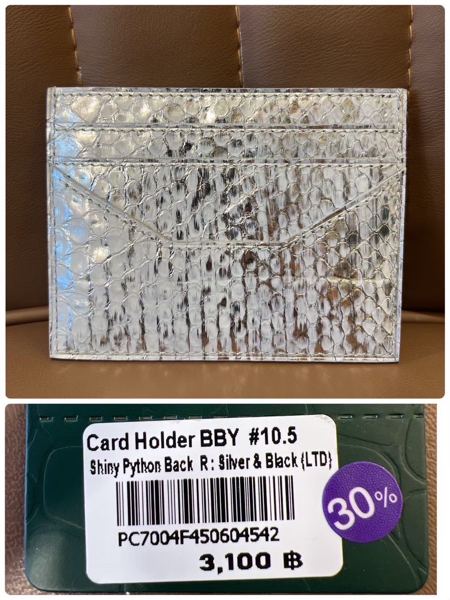 Card Holder BBY #10.5
Shiny Python Back R : Silver & Black {LTD}
PC7004F450604542
3,100 ฿
30%